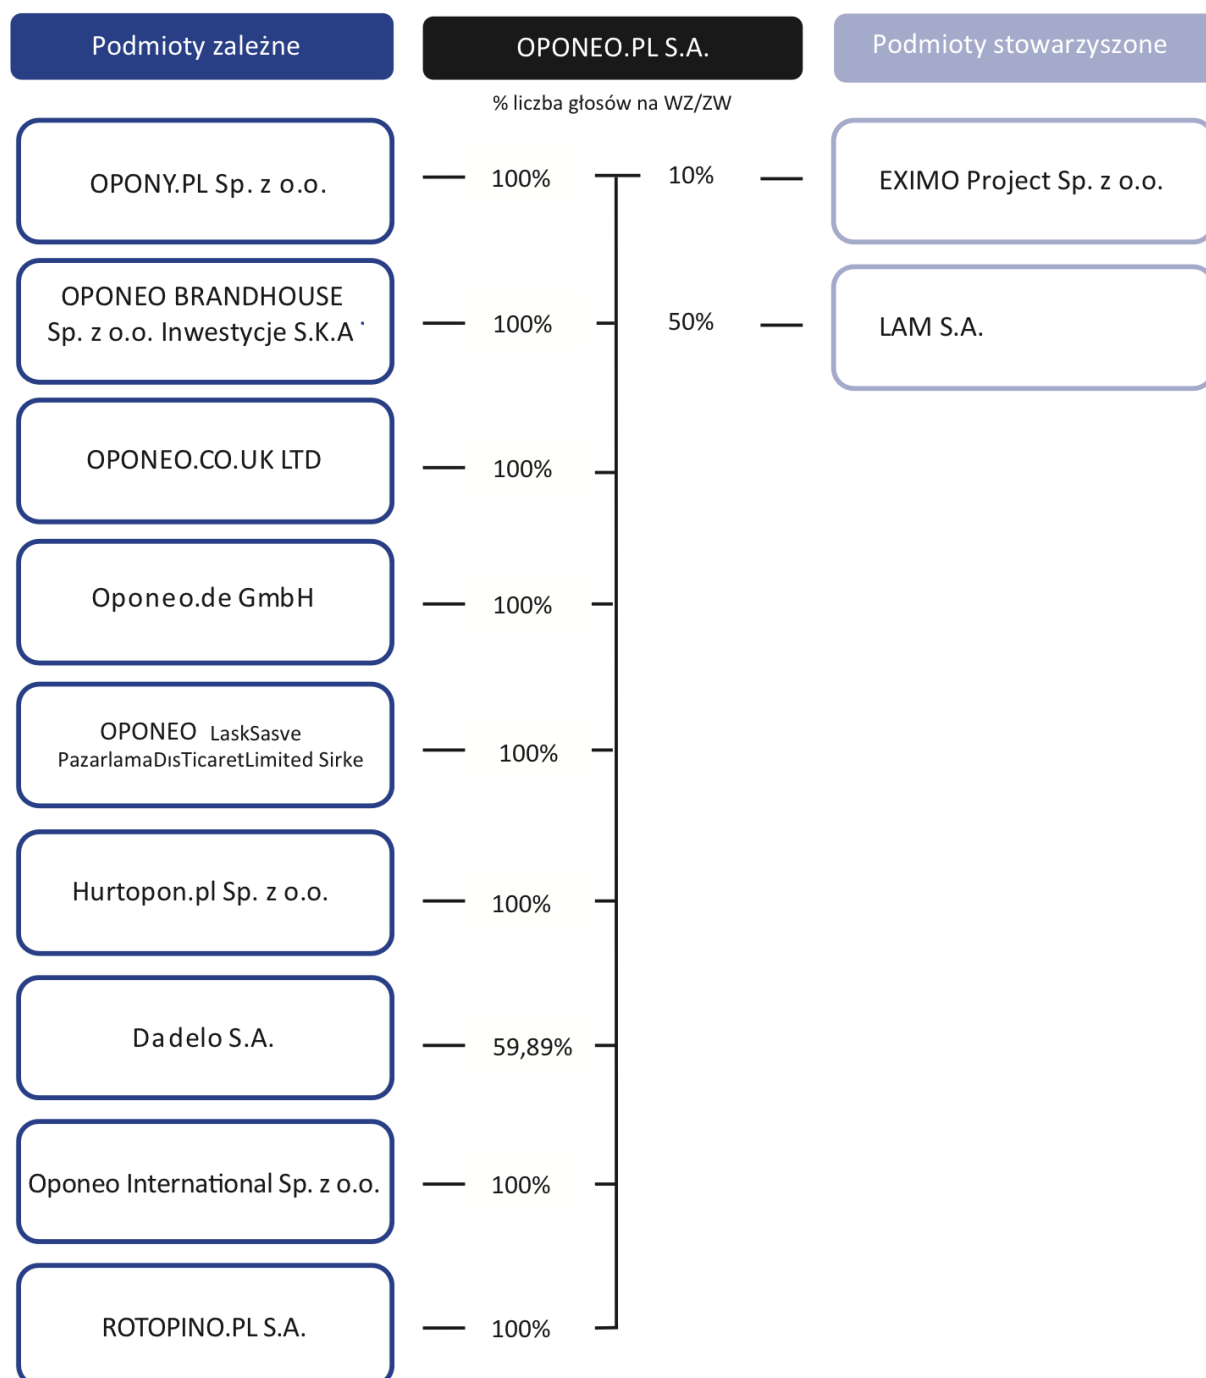 Podmioty zależne
OPONEO.PL S.A.
Podmioty stowarzyszone
% liczba głosów na WZ/ZW
OPONY.PL Sp. z o.o.
100%
10%
EXIMO Project Sp. z o.o.
OPONEO BRANDHOUSE
Sp. z o.o. Inwestycje S.K.A
100%
50%
LAM S.A.
OPONEO.CO.UK LTD
100%
Oponeo.de GmbH
100%
OPONEO LaskSasve
PazarlamaDısTicaretLimited Sirke
100%
Hurtopon.pl Sp. z o.o.
100%
Dadelo S.A.
59,89%
Oponeo International Sp. z o.o.
100%
ROTOPINO.PL S.A.
100%